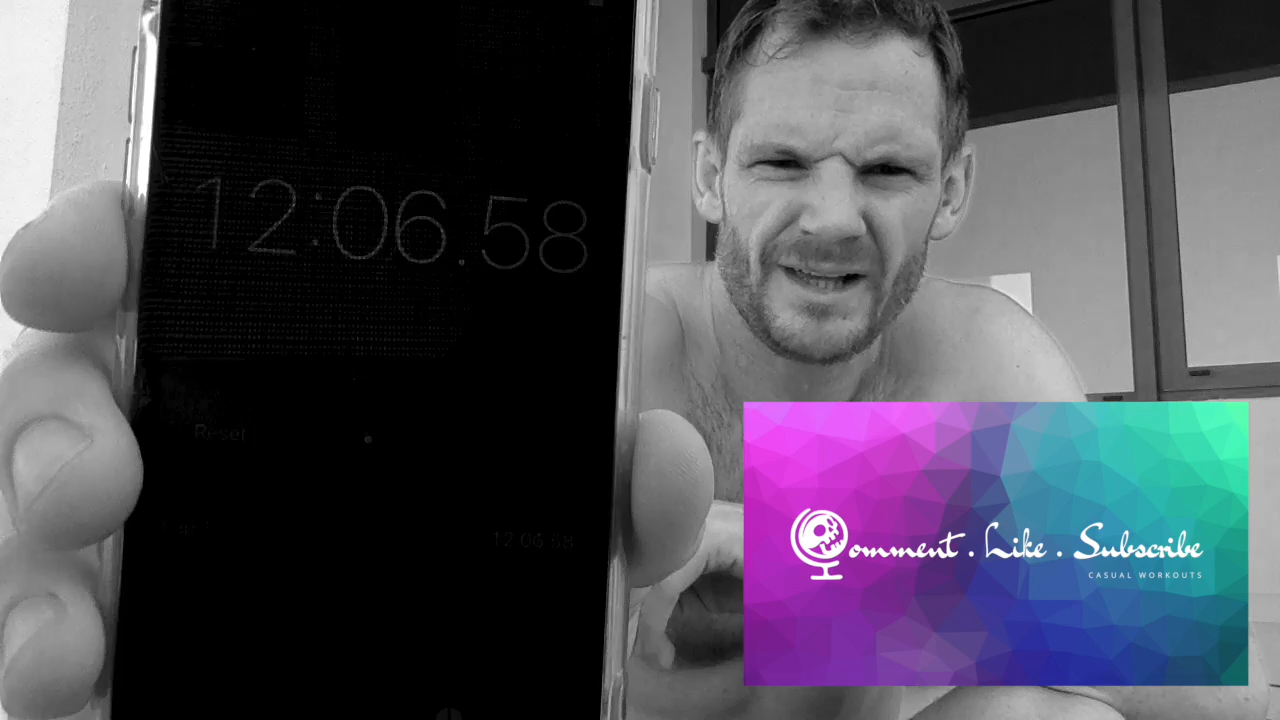 12:06.58
Reset
12:06.58
Comment . Like . Subscribe
CASUAL WORKOUTS